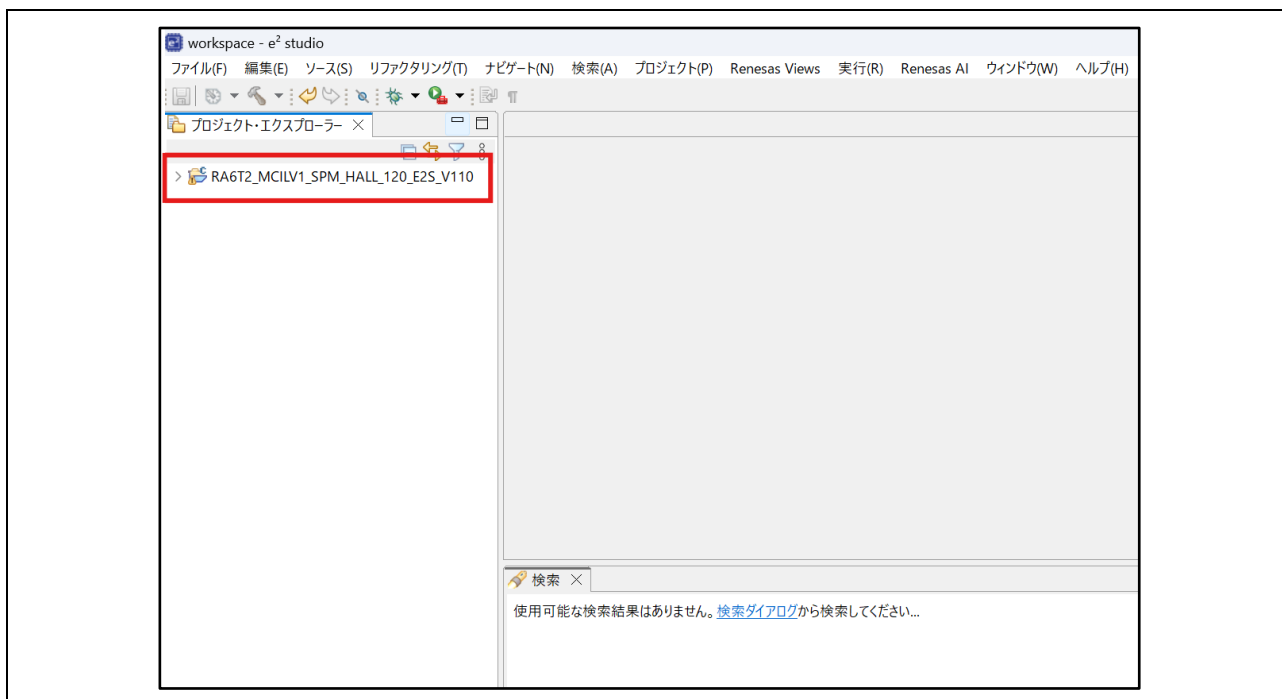 workspace - e² studio
ファイル(F) 編集(E) ソース(S) リファクタリング(T) ナビゲート(N) 検索(A) プロジェクト(P) Renesas Views 実行(R) Renesas AI ウィンドウ(W) ヘルプ(H)
プロジェクト・エクスプローラー
RA6T2_MCILV1_SPM_HALL_120_E2S_V110
検索
使用可能な検索結果はありません。検索ダイアログから検索してください...